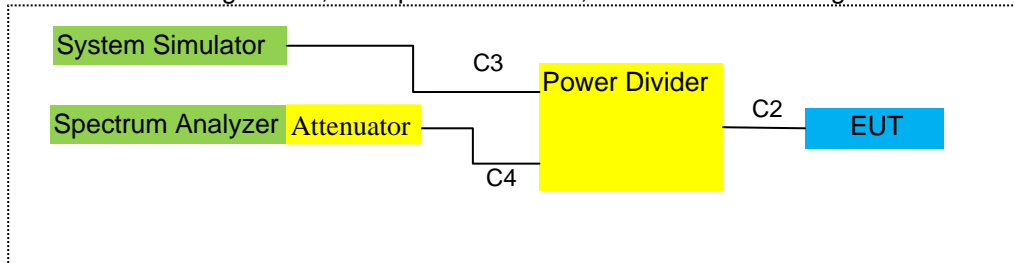 System Simulator
C3
Power Divider
C2
Spectrum Analyzer
Attenuator
EUT
C4